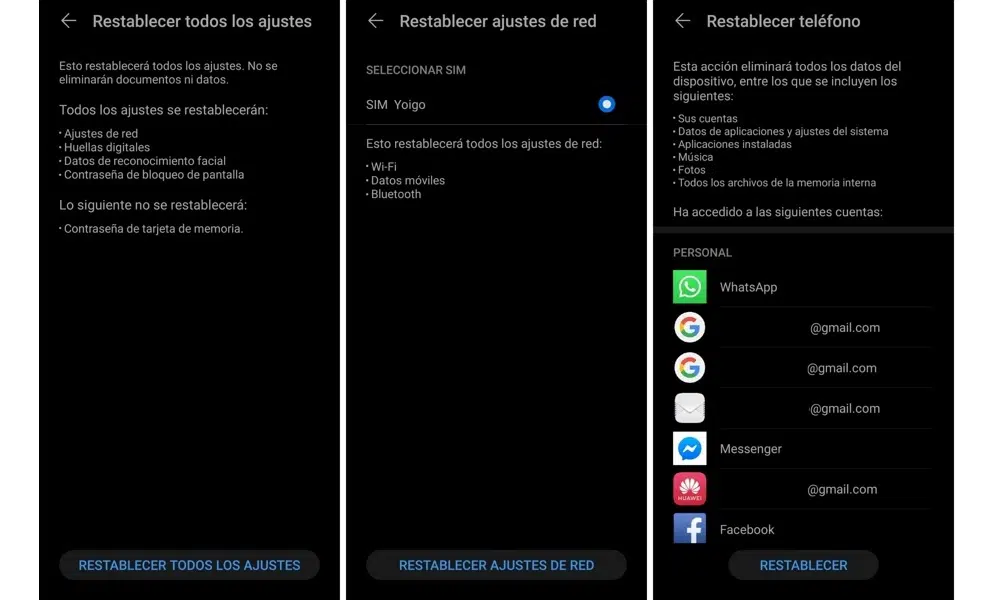 Restablecer todos los ajustes
Esto restablecerá todos los ajustes. No se
eliminarán documentos ni datos.
Todos los ajustes se restablecerán:
• Ajustes de red
• Huellas digitales
• Datos de reconocimiento facial
• Contraseña de bloqueo de pantalla
Lo siguiente no se restablecerá:
• Contraseña de tarjeta de memoria.
RESTABLECER TODOS LOS AJUSTES
Restablecer ajustes de red
SELECCIONAR SIM
SIM Yoigo
Esto restablecerá todos los ajustes de red:
• Wi-Fi
• Datos móviles
• Bluetooth
RESTABLECER AJUSTES DE RED
Restablecer teléfono
Esta acción eliminará todos los datos del
dispositivo, entre los que se incluyen los
siguientes:
• Sus cuentas
• Datos de aplicaciones y ajustes del sistema
• Aplicaciones instaladas
• Música
• Fotos
• Todos los archivos de la memoria interna
Ha accedido a las siguientes cuentas:
PERSONAL
WhatsApp
@gmail.com
@gmail.com
@gmail.com
Messenger
HUAWEI
@gmail.com
Facebook
RESTABLECER